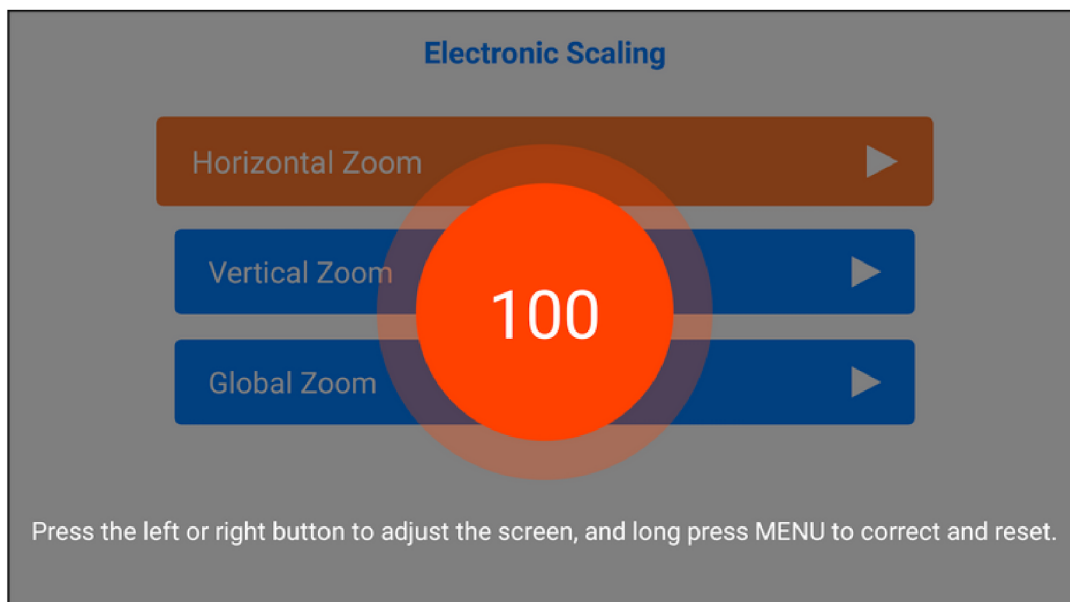 Electronic Scaling
Horizontal Zoom
Vertical Zoom
100
Global Zoom
Press the left or right button to adjust the screen, and long press MENU to correct and reset.